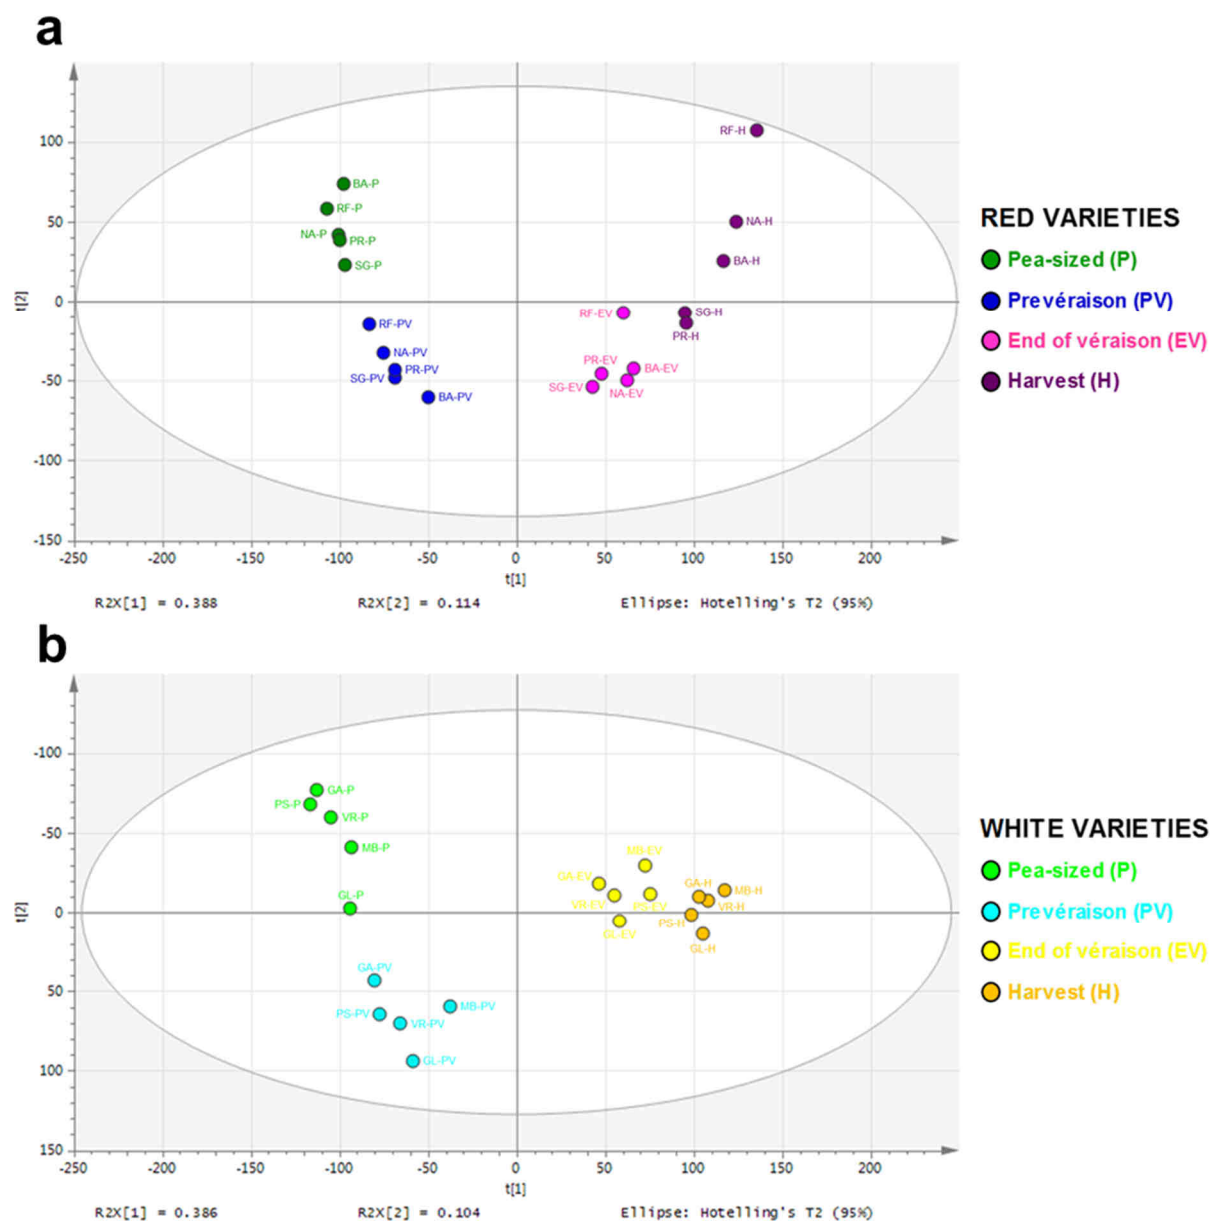 a
100
50
0
-50
-100
-150
t[2]
RF-H
BA-P
RF-P
NA-P
PR-P
SG-P
NA-H
BA-H
RF-PV
NA-PV
PR-PV
SG-PV
BA-PV
RF-EV
SG-H
PR-H
PR-EV
BA-EV
SG-EV
NA-EV
-250 -200 -150 -100 -50 0 50 100 150 200
t[1]
R2X[1] = 0.388 R2X[2] = 0.114 Ellipse: Hotelling's T2 (95%)
RED VARIETIES
Pea-sized (P)
Prevéraison (PV)
End of véraison (EV)
Harvest (H)
b
-100
-50
0
50
100
150
t[2]
GA-P
PS-P
VR-P
MB-P
GL-P
MB-EV
GA-EV
VR-EV
PS-EV
GL-EV
GA-H
MB-H
VR-H
PS-H
GL-H
GA-PV
PS-PV
MB-PV
VR-PV
GL-PV
-250 -200 -150 -100 -50 0 50 100 150 200
t[1]
R2X[1] = 0.386 R2X[2] = 0.104 Ellipse: Hotelling's T2 (95%)
WHITE VARIETIES
Pea-sized (P)
Prevéraison (PV)
End of véraison (EV)
Harvest (H)